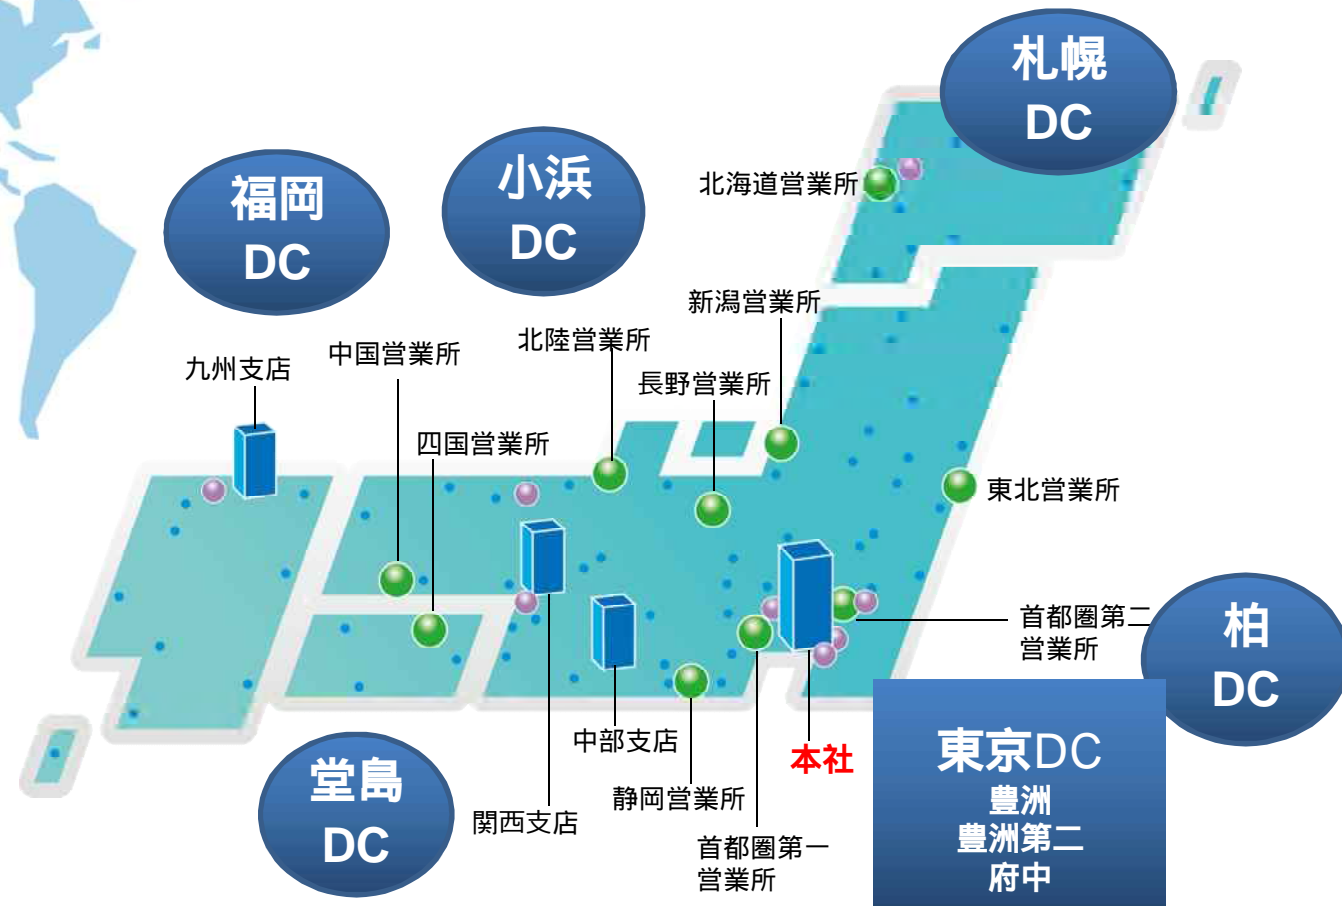 札幌
DC
小浜
DC
福岡
DC
北海道営業所
新潟営業所
北陸営業所
中国営業所
九州支店
長野営業所
四国営業所
東北営業所
首都圏第二
営業所
柏
DC
中部支店
本社
東京DC
豊洲
豊洲第二
府中
堂島
DC
静岡営業所
関西支店
首都圏第一
営業所